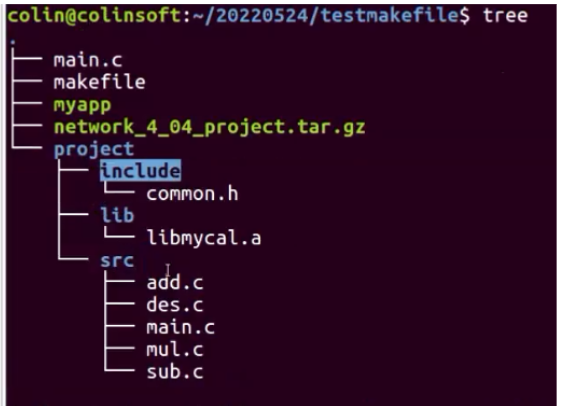 colin@colinsoft:~/20220524/testmakefile$ tree
.
├── main.c
├── makefile
├── myapp
├── network_4_04_project.tar.gz
└── project
    ├── include
    │   └── common.h
    ├── lib
    │   └── libmycal.a
    └── src
        ├── add.c
        ├── des.c
        ├── main.c
        ├── mul.c
        └── sub.c